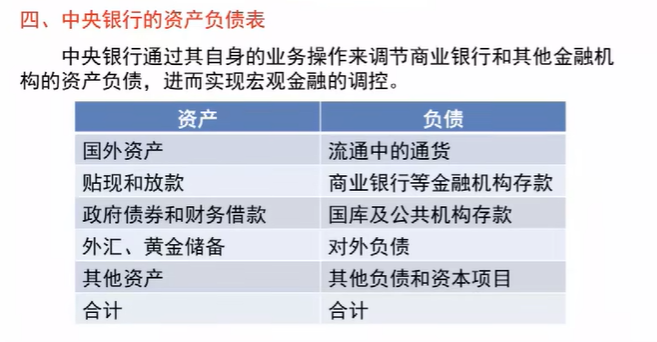 四、中央银行的资产负债表
中央银行通过其自身的业务操作来调节商业银行和其他金融机
构的资产负债，进而实现宏观金融的调控。
资产 负债
国外资产 流通中的通货
贴现和放款 商业银行等金融机构存款
政府债券和财务借款 国库及公共机构存款
外汇、黄金储备 对外负债
其他资产 其他负债和资本项目
合计 合计